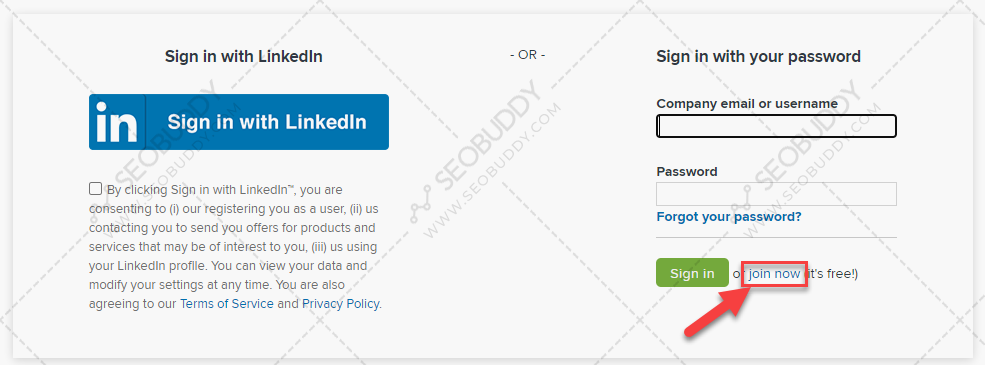 Sign in with LinkedIn
- OR -
Sign in with your password
in Sign in with LinkedIn
By clicking Sign in with LinkedIn™, you are
consenting to (i) our registering you as a user, (ii) us
contacting you to send you offers for products and
services that may be of interest to you, (iii) us using
your LinkedIn profile. You can view your data and
modify your settings at any time. You are also
agreeing to our Terms of Service and Privacy Policy.
Company email or username
Password
Forgot your password?
Sign in or join now (it's free!)
SEOBUDDY
WWW.SEOBUDDY.COM
SEOBUDDY
WWW.SEOBUDDY.COM
SEOBUDDY
WWW.SEOBUDDY.COM